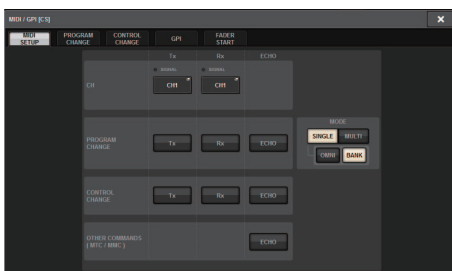 MIDI / GPI [CS]
MIDI SETUP
PROGRAM CHANGE
CONTROL CHANGE
GPI
FADER START
Tx Rx ECHO
SIGNAL SIGNAL
CH CH1 CH1
MODE
PROGRAM CHANGE Tx Rx ECHO
SINGLE MULTI
OMNI BANK
CONTROL CHANGE Tx Rx ECHO
OTHER COMMANDS
( MTC / MMC ) ECHO